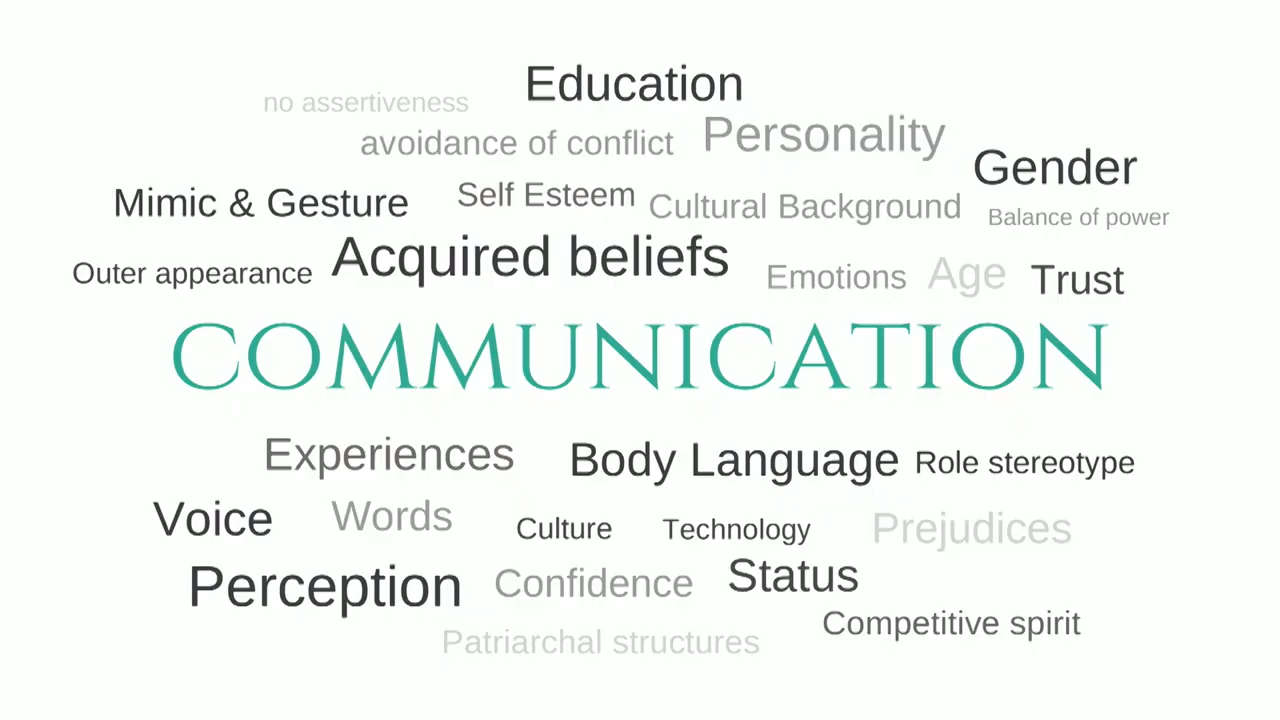 Education
no assertiveness
avoidance of conflict Personality
Gender
Mimic & Gesture Self Esteem Cultural Background Balance of power
Outer appearance Acquired beliefs Emotions Age Trust
COMMUNICATION
Experiences Body Language Role stereotype
Voice Words Culture Technology Prejudices
Perception Confidence Status
Competitive spirit
Patriarchal structures